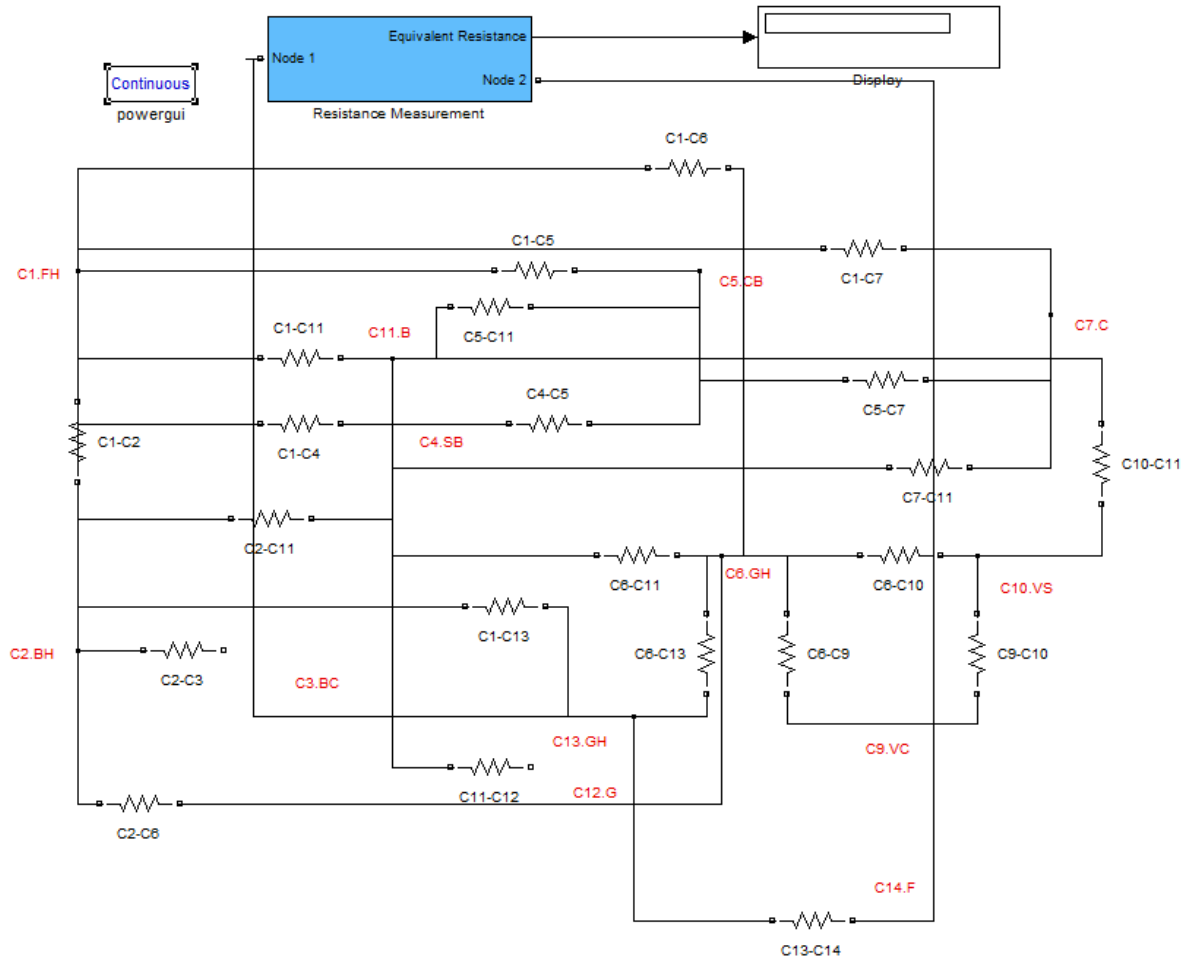 Equivalent Resistance
Node 1
Node 2
Display
Continuous
powergui
Resistance Measurement
C1-C6
C1-C5
C1.FH
C5.CB
C1-C7
C1-C11
C11.B
C5-C11
C7.C
C4-C5
C5-C7
C1-C2
C1-C4
C4.SB
C10-C11
C7-C11
C2-C11
C6-C11
C6.GH
C6-C10
C10.VS
C1-C13
C2.BH
C2-C3
C3.BC
C6-C13
C6-C9
C9-C10
C13.GH
C9.VC
C11-C12
C12.G
C2-C6
C14.F
C13-C14